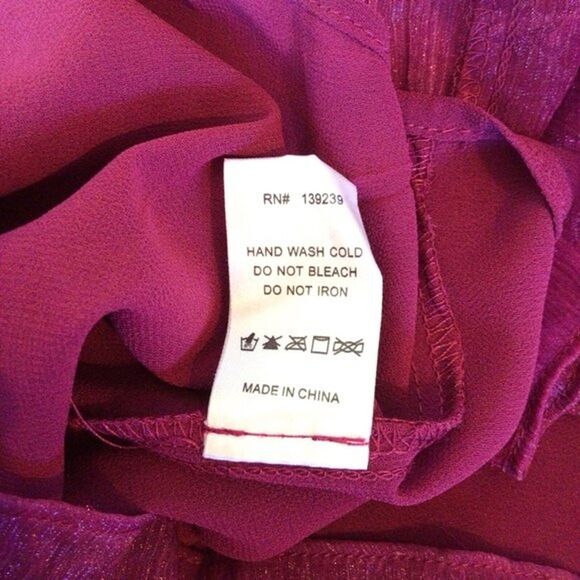 RN# 139239
HAND WASH COLD
DO NOT BLEACH
DO NOT IRON
MADE IN CHINA